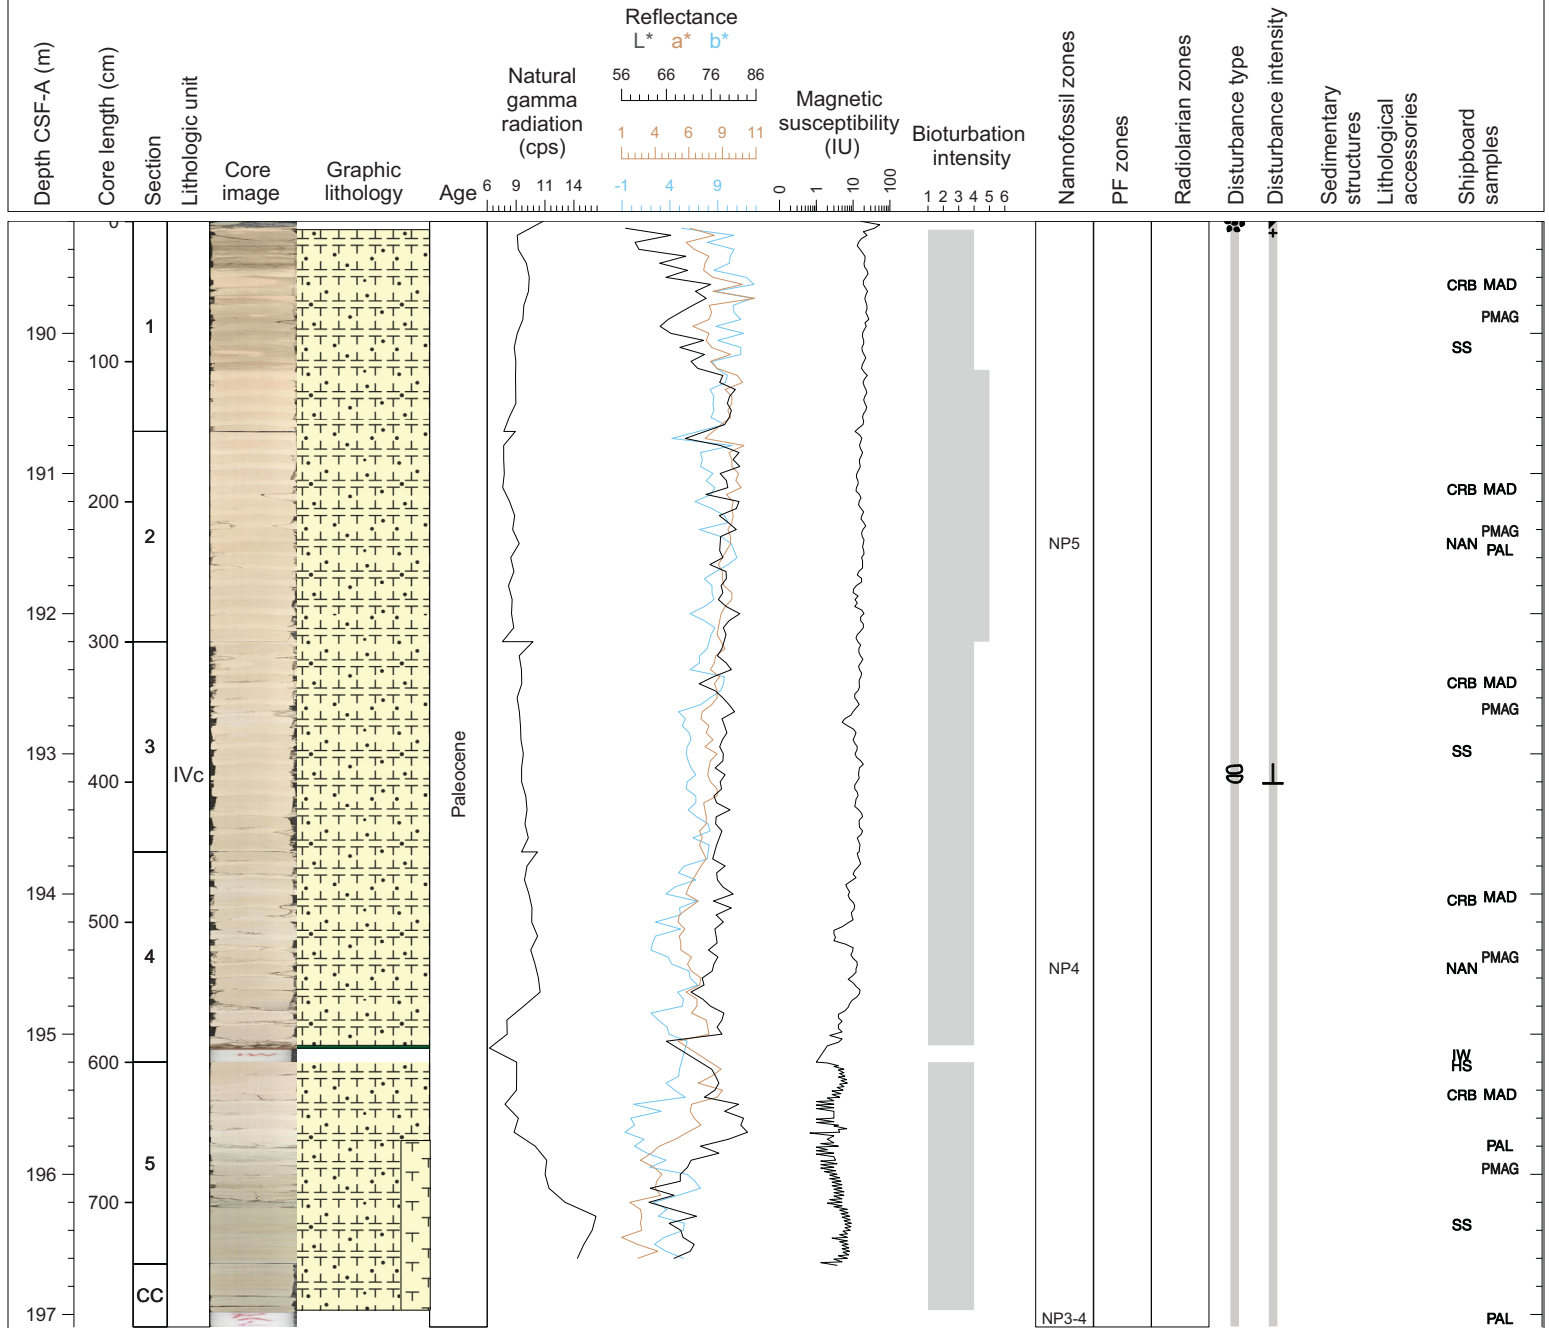 Depth CSF-A (m)
Core length (cm)
Section
Lithologic unit
Core
image
Graphic
lithology
Age
Natural
gamma
radiation
(cps)
6 9 11 14
Reflectance
L* a* b*
56 66 76 86
1 4 6 9 11
-1 4 9
Magnetic
susceptibility
(IU)
0 1 10 100
Bioturbation
intensity
1 2 3 4 5 6
Nannofossil zones
PF zones
Radiolarian zones
Disturbance type
Disturbance intensity
Sedimentary
structures
Lithological
accessories
Shipboard
samples
0
CRB MAD
PMAG
1
190
SS
100
191
CRB MAD
200
PMAG
2
NP5
NAN PAL
192
300
CRB MAD
PMAG
3
193
SS
IVc
400
Paleocene
194
CRB MAD
500
4
PMAG
NP4
NAN
195
IW
600
HS
CRB MAD
PAL
5
196
PMAG
700
SS
CC
197
NP3-4
PAL